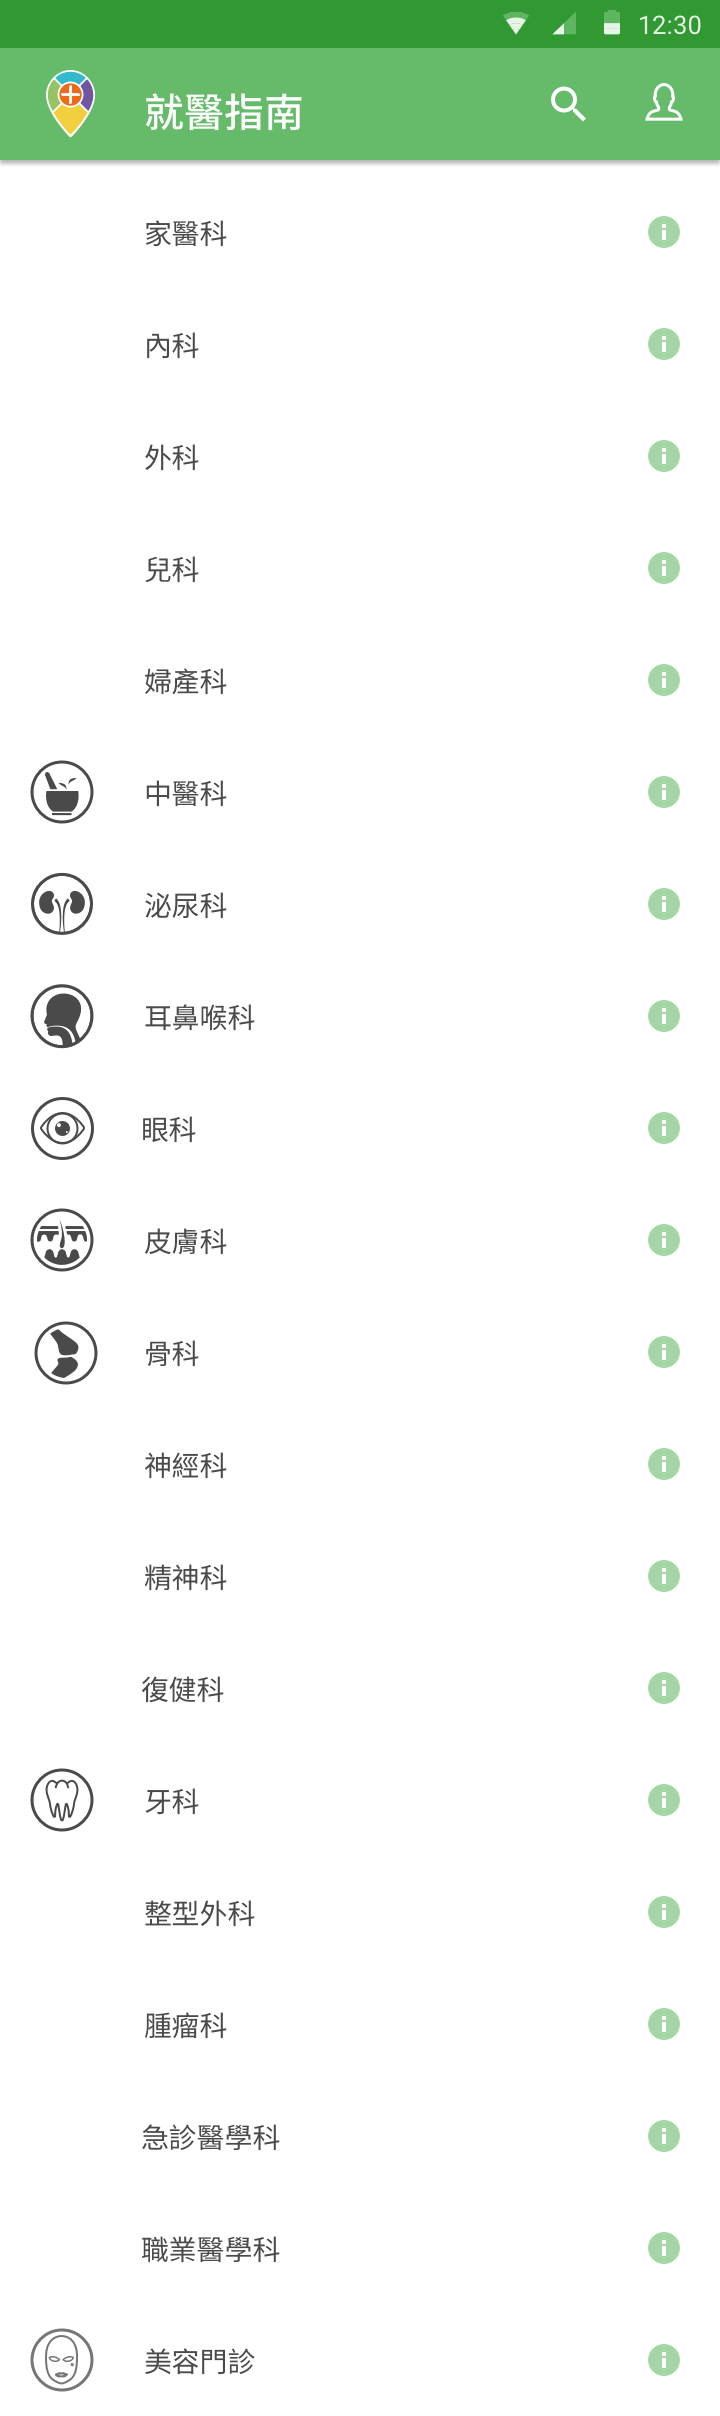 12:30
就醫指南
家醫科
內科
外科
兒科
婦產科
中醫科
泌尿科
耳鼻喉科
眼科
皮膚科
骨科
神經科
精神科
復健科
牙科
整型外科
腫瘤科
急診醫學科
職業醫學科
美容門診